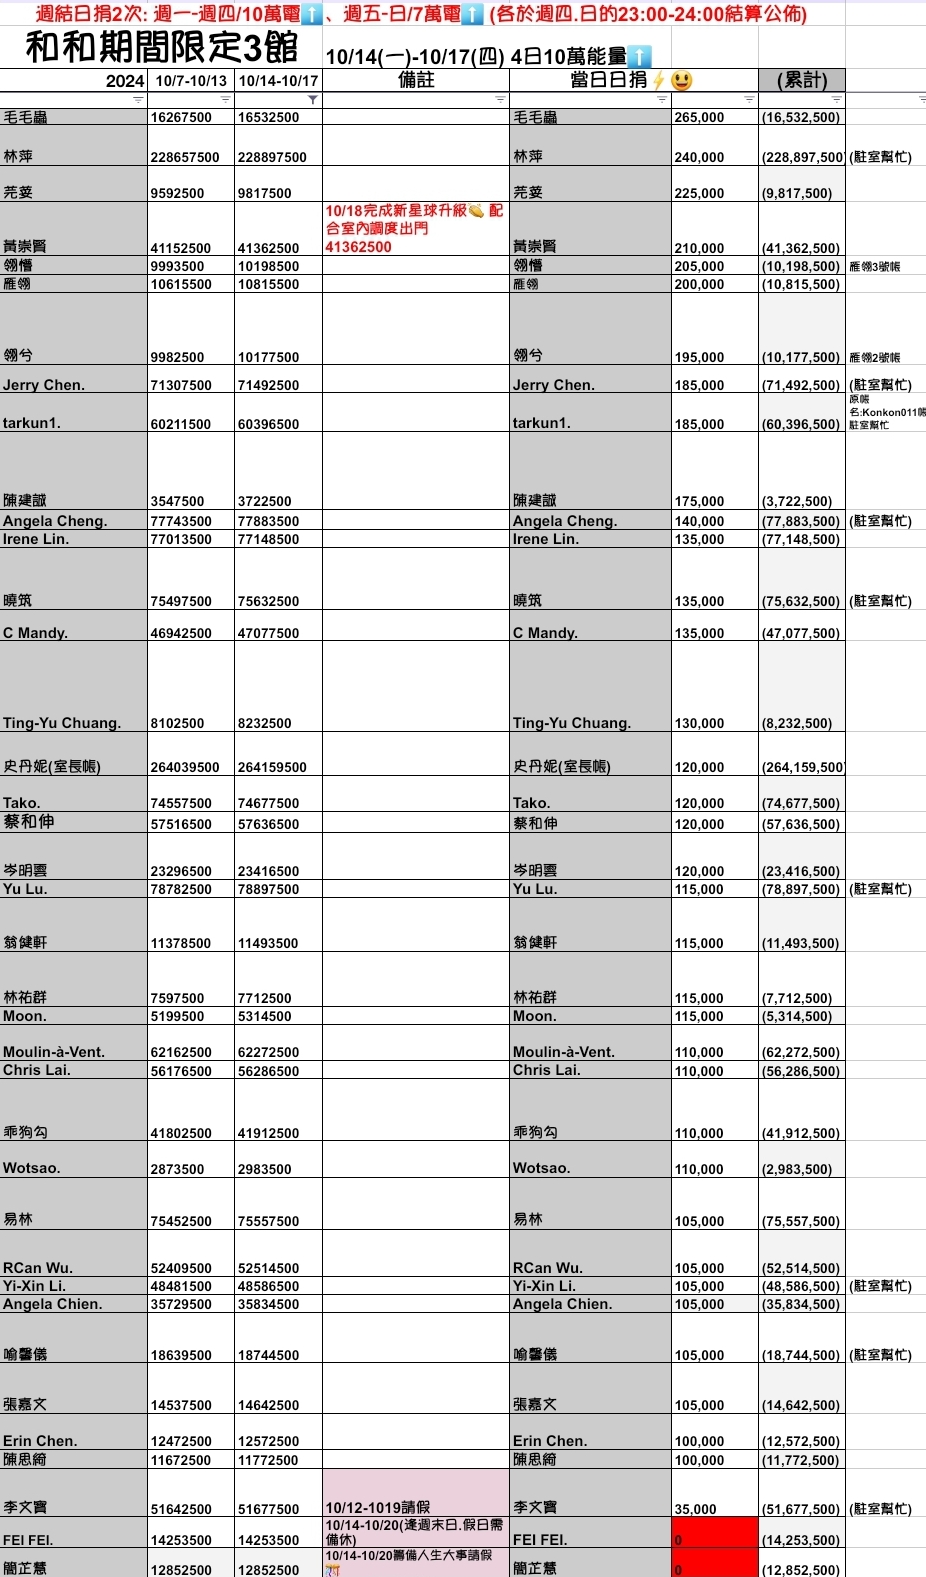 週結日捐2次: 週一-週四/10萬電⬆️、週五-日/7萬電⬆️ (各於週四.日的23:00-24:00結算公佈)
和和期間限定3館 10/14(一)-10/17(四) 4日10萬能量⬆️
2024 10/7-10/13 10/14-10/17 備註 當日日捐⚡😃 (累計)
毛毛蟲 16267500 16532500 毛毛蟲 265,000 (16,532,500)
林萍 228657500 228897500 林萍 240,000 (228,897,500) (駐室幫忙)
芫荽 9592500 9817500 芫荽 225,000 (9,817,500)
10/18完成新星球升級👏 配
合室內調度出門
黃崇賢 41152500 41362500 41362500 黃崇賢 210,000 (41,362,500)
翎懵 9993500 10198500 翎懵 205,000 (10,198,500) 雁翎3號帳
雁翎 10615500 10815500 雁翎 200,000 (10,815,500)
翎兮 9982500 10177500 翎兮 195,000 (10,177,500) 雁翎2號帳
Jerry Chen. 71307500 71492500 Jerry Chen. 185,000 (71,492,500) (駐室幫忙)
原帳
名:Konkon011帳
tarkun1. 60211500 60396500 tarkun1. 185,000 (60,396,500) 駐室幫忙
陳建誠 3547500 3722500 陳建誠 175,000 (3,722,500)
Angela Cheng. 77743500 77883500 Angela Cheng. 140,000 (77,883,500) (駐室幫忙)
Irene Lin. 77013500 77148500 Irene Lin. 135,000 (77,148,500)
曉筑 75497500 75632500 曉筑 135,000 (75,632,500) (駐室幫忙)
C Mandy. 46942500 47077500 C Mandy. 135,000 (47,077,500)
Ting-Yu Chuang. 8102500 8232500 Ting-Yu Chuang. 130,000 (8,232,500)
史丹妮(室長帳) 264039500 264159500 史丹妮(室長帳) 120,000 (264,159,500)
Tako. 74557500 74677500 Tako. 120,000 (74,677,500)
蔡和伸 57516500 57636500 蔡和伸 120,000 (57,636,500)
岑明雲 23296500 23416500 岑明雲 120,000 (23,416,500)
Yu Lu. 78782500 78897500 Yu Lu. 115,000 (78,897,500) (駐室幫忙)
翁健軒 11378500 11493500 翁健軒 115,000 (11,493,500)
林祐群 7597500 7712500 林祐群 115,000 (7,712,500)
Moon. 5199500 5314500 Moon. 115,000 (5,314,500)
Moulin-à-Vent. 62162500 62272500 Moulin-à-Vent. 110,000 (62,272,500)
Chris Lai. 56176500 56286500 Chris Lai. 110,000 (56,286,500)
乖狗勾 41802500 41912500 乖狗勾 110,000 (41,912,500)
Wotsao. 2873500 2983500 Wotsao. 110,000 (2,983,500)
易林 75452500 75557500 易林 105,000 (75,557,500)
RCan Wu. 52409500 52514500 RCan Wu. 105,000 (52,514,500)
Yi-Xin Li. 48481500 48586500 Yi-Xin Li. 105,000 (48,586,500) (駐室幫忙)
Angela Chien. 35729500 35834500 Angela Chien. 105,000 (35,834,500)
喻馨儀 18639500 18744500 喻馨儀 105,000 (18,744,500) (駐室幫忙)
張嘉文 14537500 14642500 張嘉文 105,000 (14,642,500)
Erin Chen. 12472500 12572500 Erin Chen. 100,000 (12,572,500)
陳思綺 11672500 11772500 陳思綺 100,000 (11,772,500)
李文寶 51642500 51677500 10/12-1019請假 李文寶 35,000 (51,677,500) (駐室幫忙)
10/14-10/20(逢週末日.假日需
FEI FEI. 14253500 14253500 備休) FEI FEI. 0 (14,253,500)
10/14-10/20籌備人生大事請假
簡芷慧 12852500 12852500 🎊 簡芷慧 0 (12,852,500)